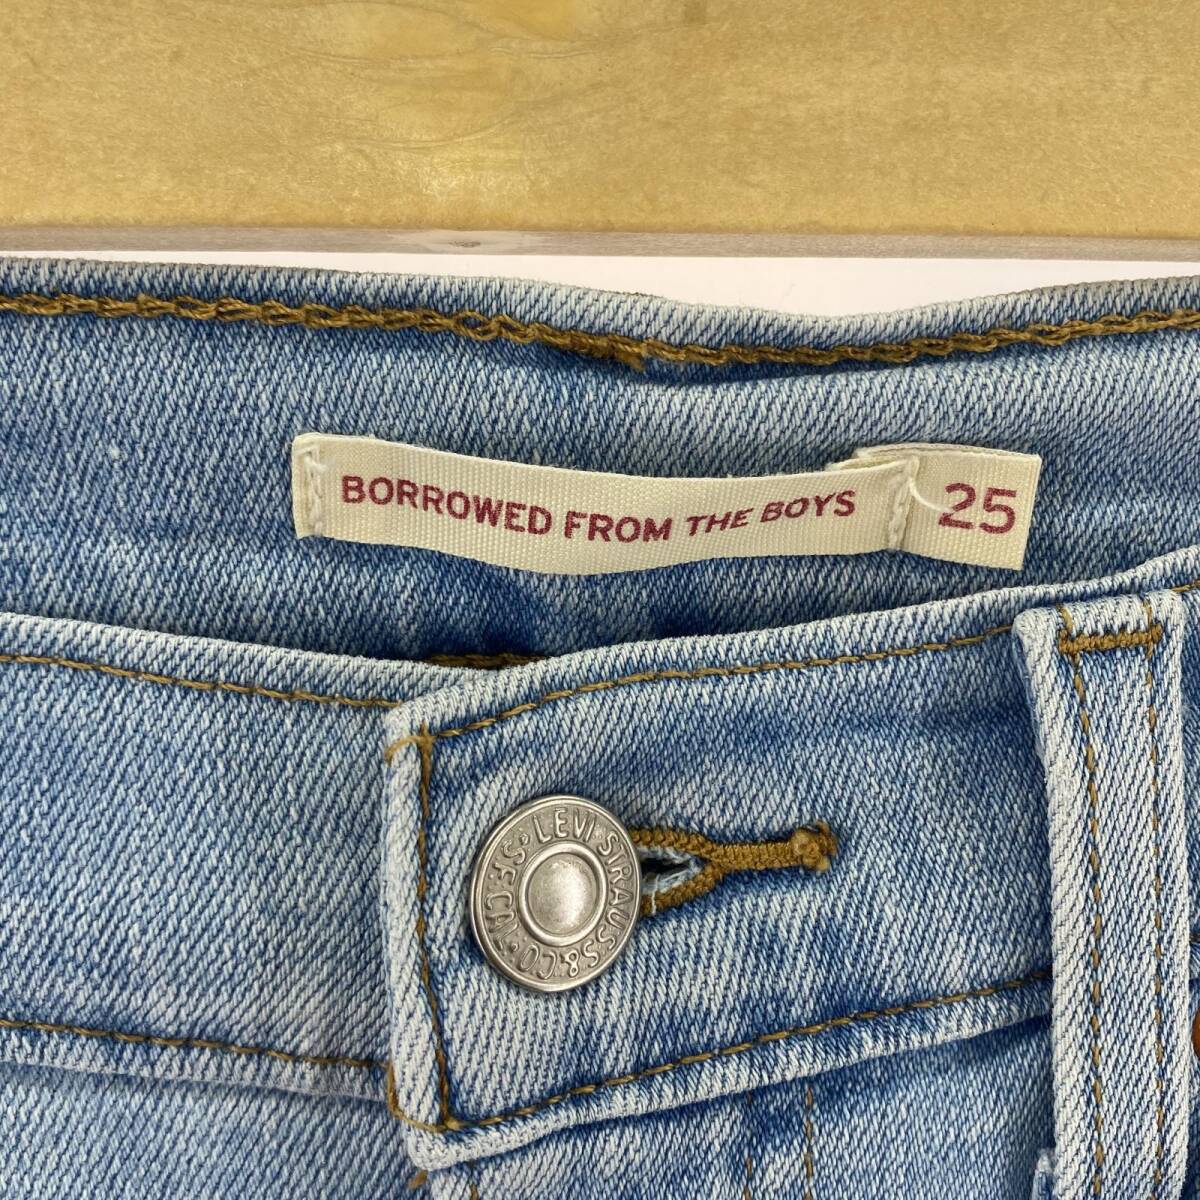 BORROWED FROM THE BOYS
25
LEVI STRAUSS & CO. S.F. CAL.